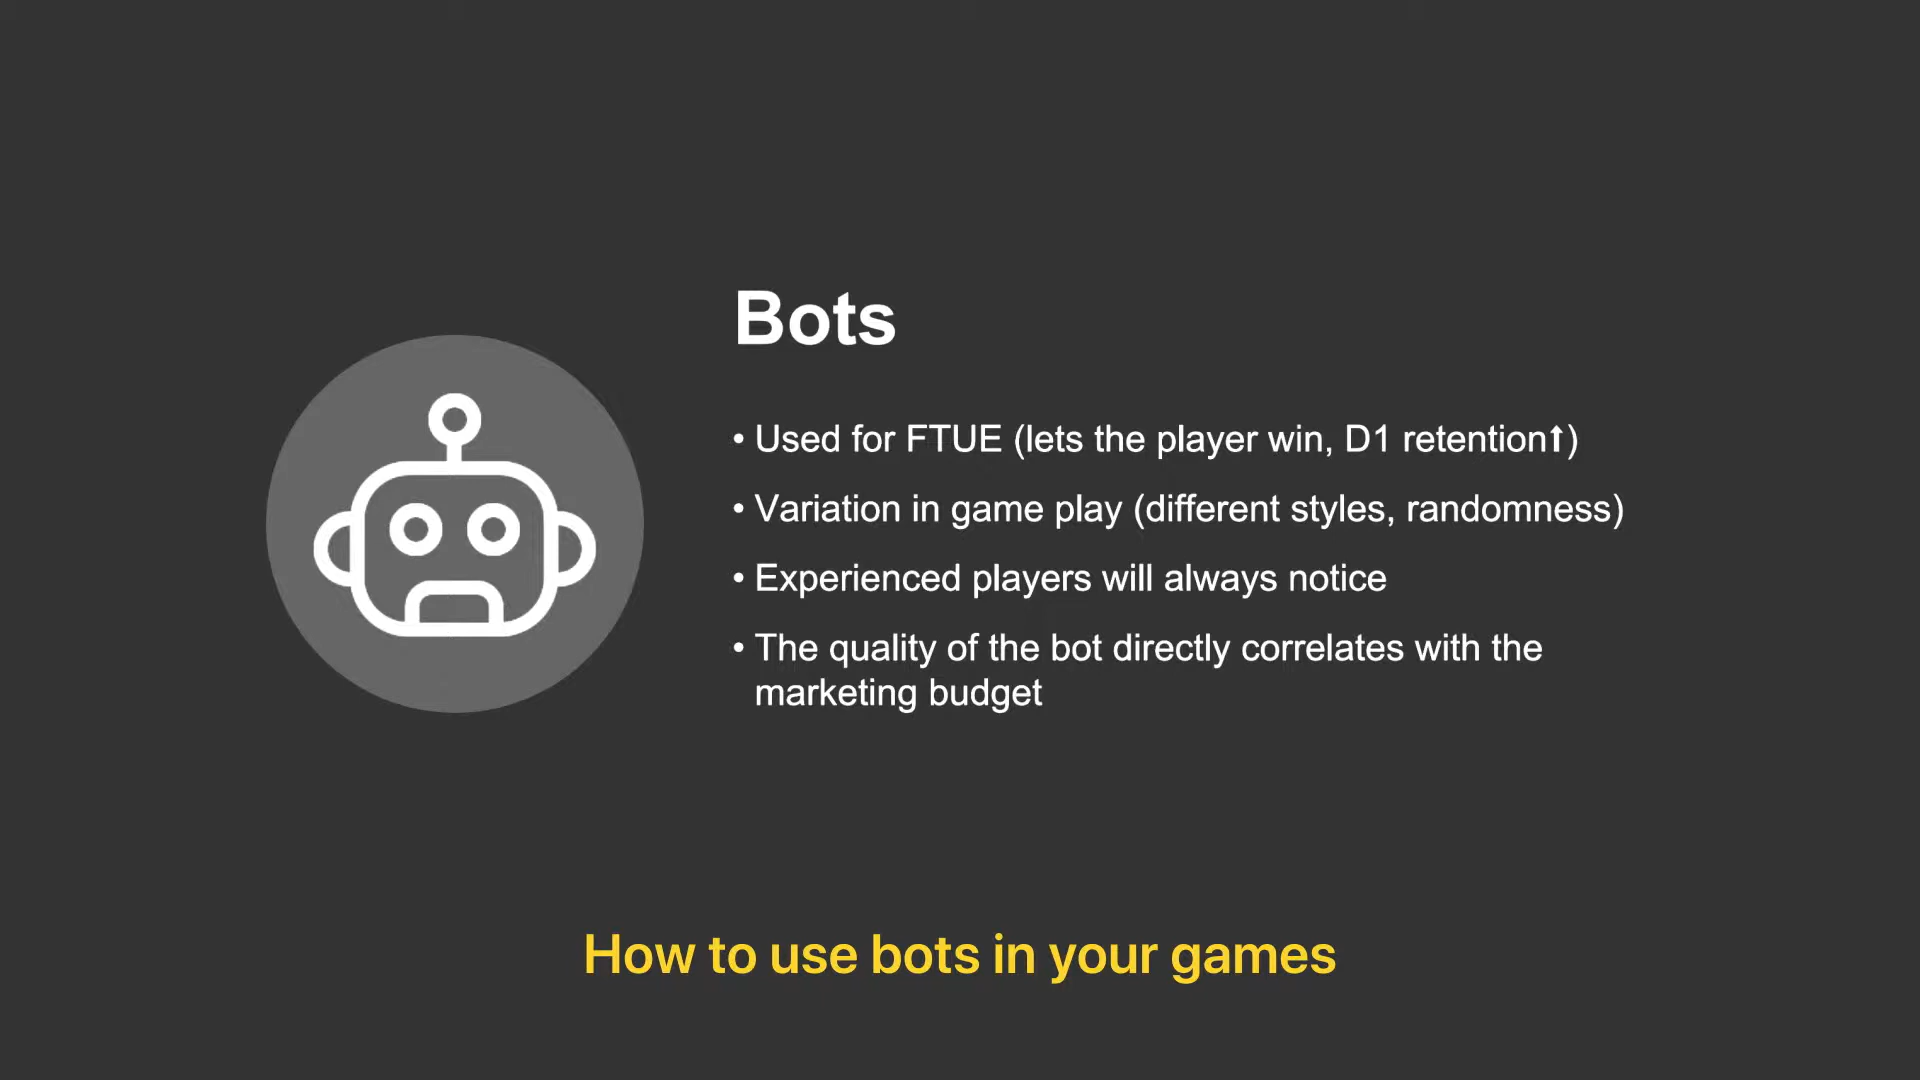 Bots
• Used for FTUE (lets the player win, D1 retention⬆)
• Variation in game play (different styles, randomness)
• Experienced players will always notice
• The quality of the bot directly correlates with the
marketing budget
How to use bots in your games